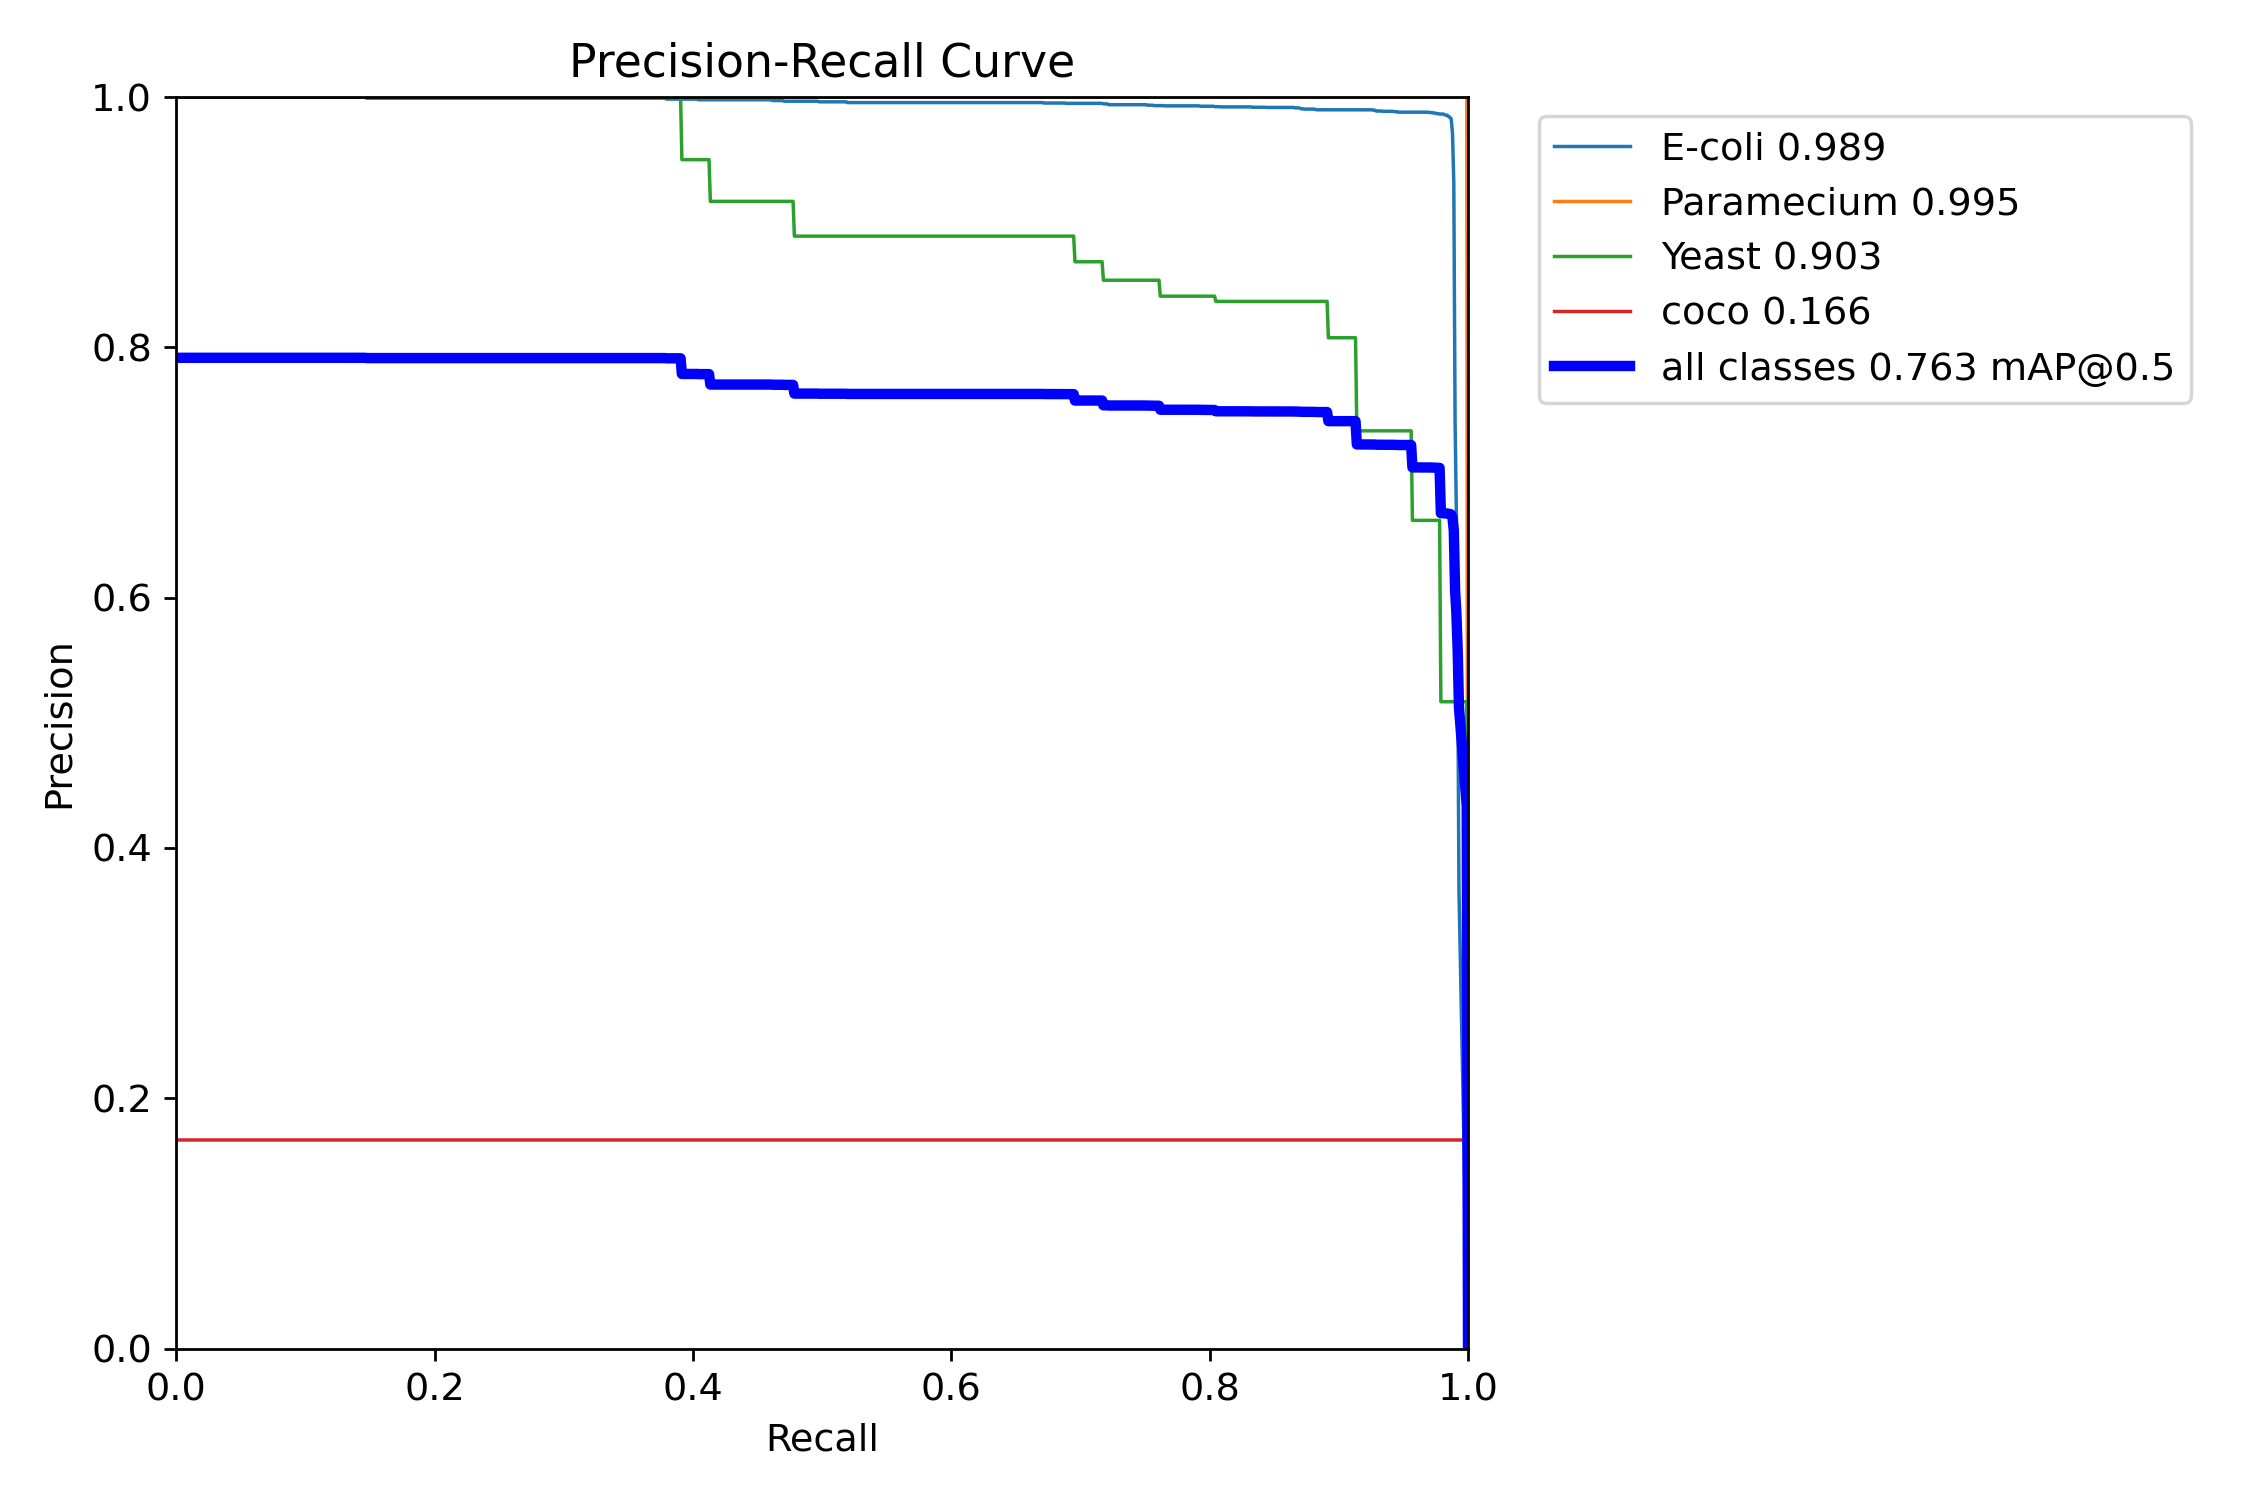 Precision-Recall Curve
1.0
0.8
0.6
0.4
0.2
0.0
Precision
0.0 0.2 0.4 0.6 0.8 1.0
Recall
E-coli 0.989
Paramecium 0.995
Yeast 0.903
coco 0.166
all classes 0.763 mAP@0.5